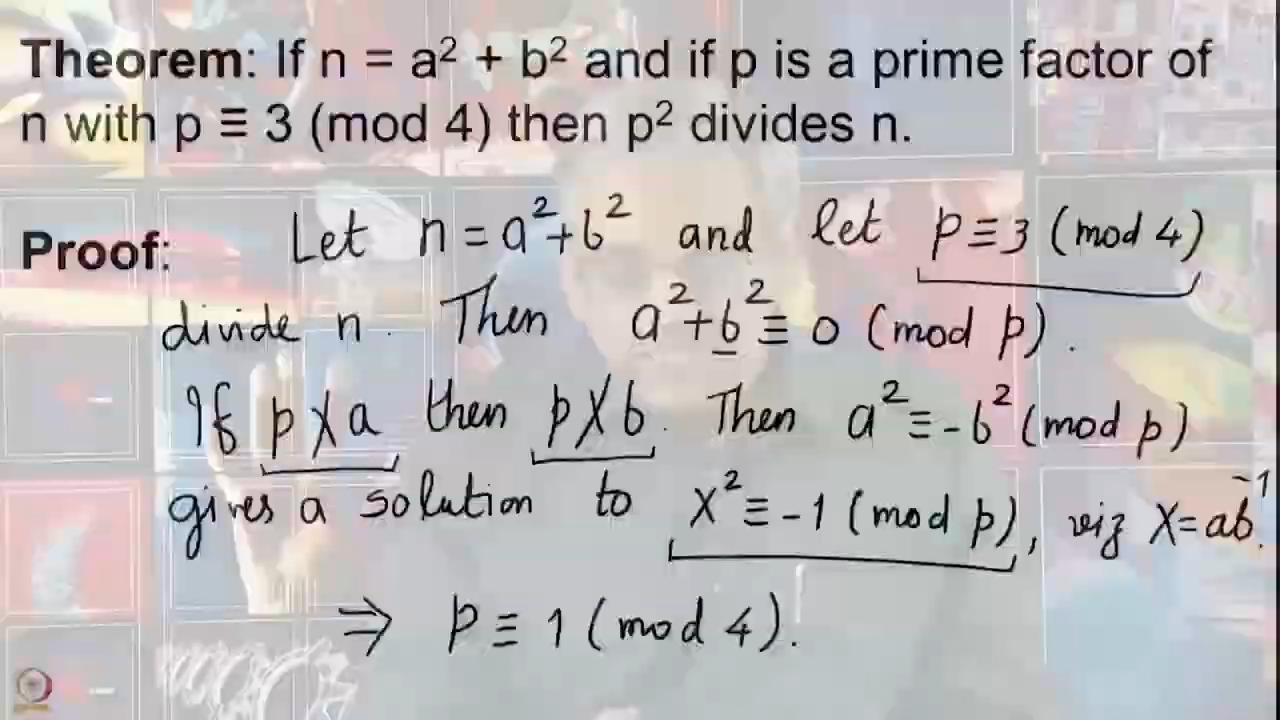 Theorem: If n = a² + b² and if p is a prime factor of
n with p ≡ 3 (mod 4) then p² divides n.
Proof: Let n = a² + b² and let p ≡ 3 (mod 4)
divide n. Then a² + b² ≡ 0 (mod p).
If p ∤ a then p ∤ b. Then a² ≡ -b² (mod p)
gives a solution to X² ≡ -1 (mod p), viz X = ab⁻¹.
⇒ p ≡ 1 (mod 4).